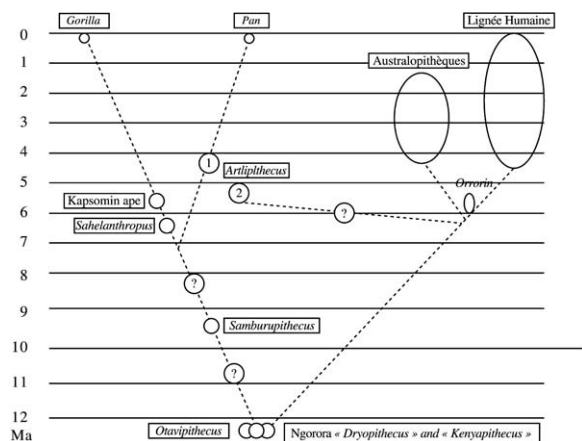 Gorilla
Pan
Lignée Humaine
0
1
Australopithèques
2
3
4
1
Artliplthecus
5
2
Orrorin
Kapsomin ape
6
?
Sahelanthropus
7
8
?
9
Samburupithecus
10
?
11
12
Ma
Otavipithecus
Ngorora « Dryopithecus » and « Kenyapithecus »